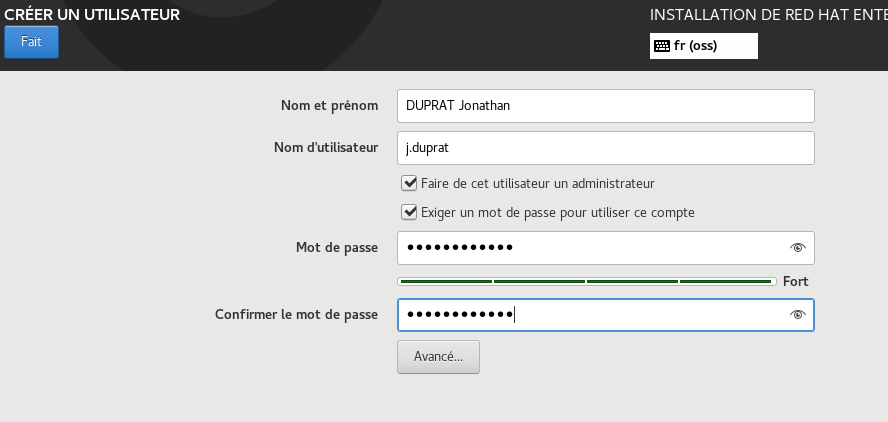 CRÉER UN UTILISATEUR
INSTALLATION DE RED HAT ENTE
Fait
fr (oss)
Nom et prénom
DUPRAT Jonathan
Nom d'utilisateur
j.duprat
Faire de cet utilisateur un administrateur
Exiger un mot de passe pour utiliser ce compte
Mot de passe
••••••••••••
Fort
Confirmer le mot de passe
••••••••••••
Avancé...